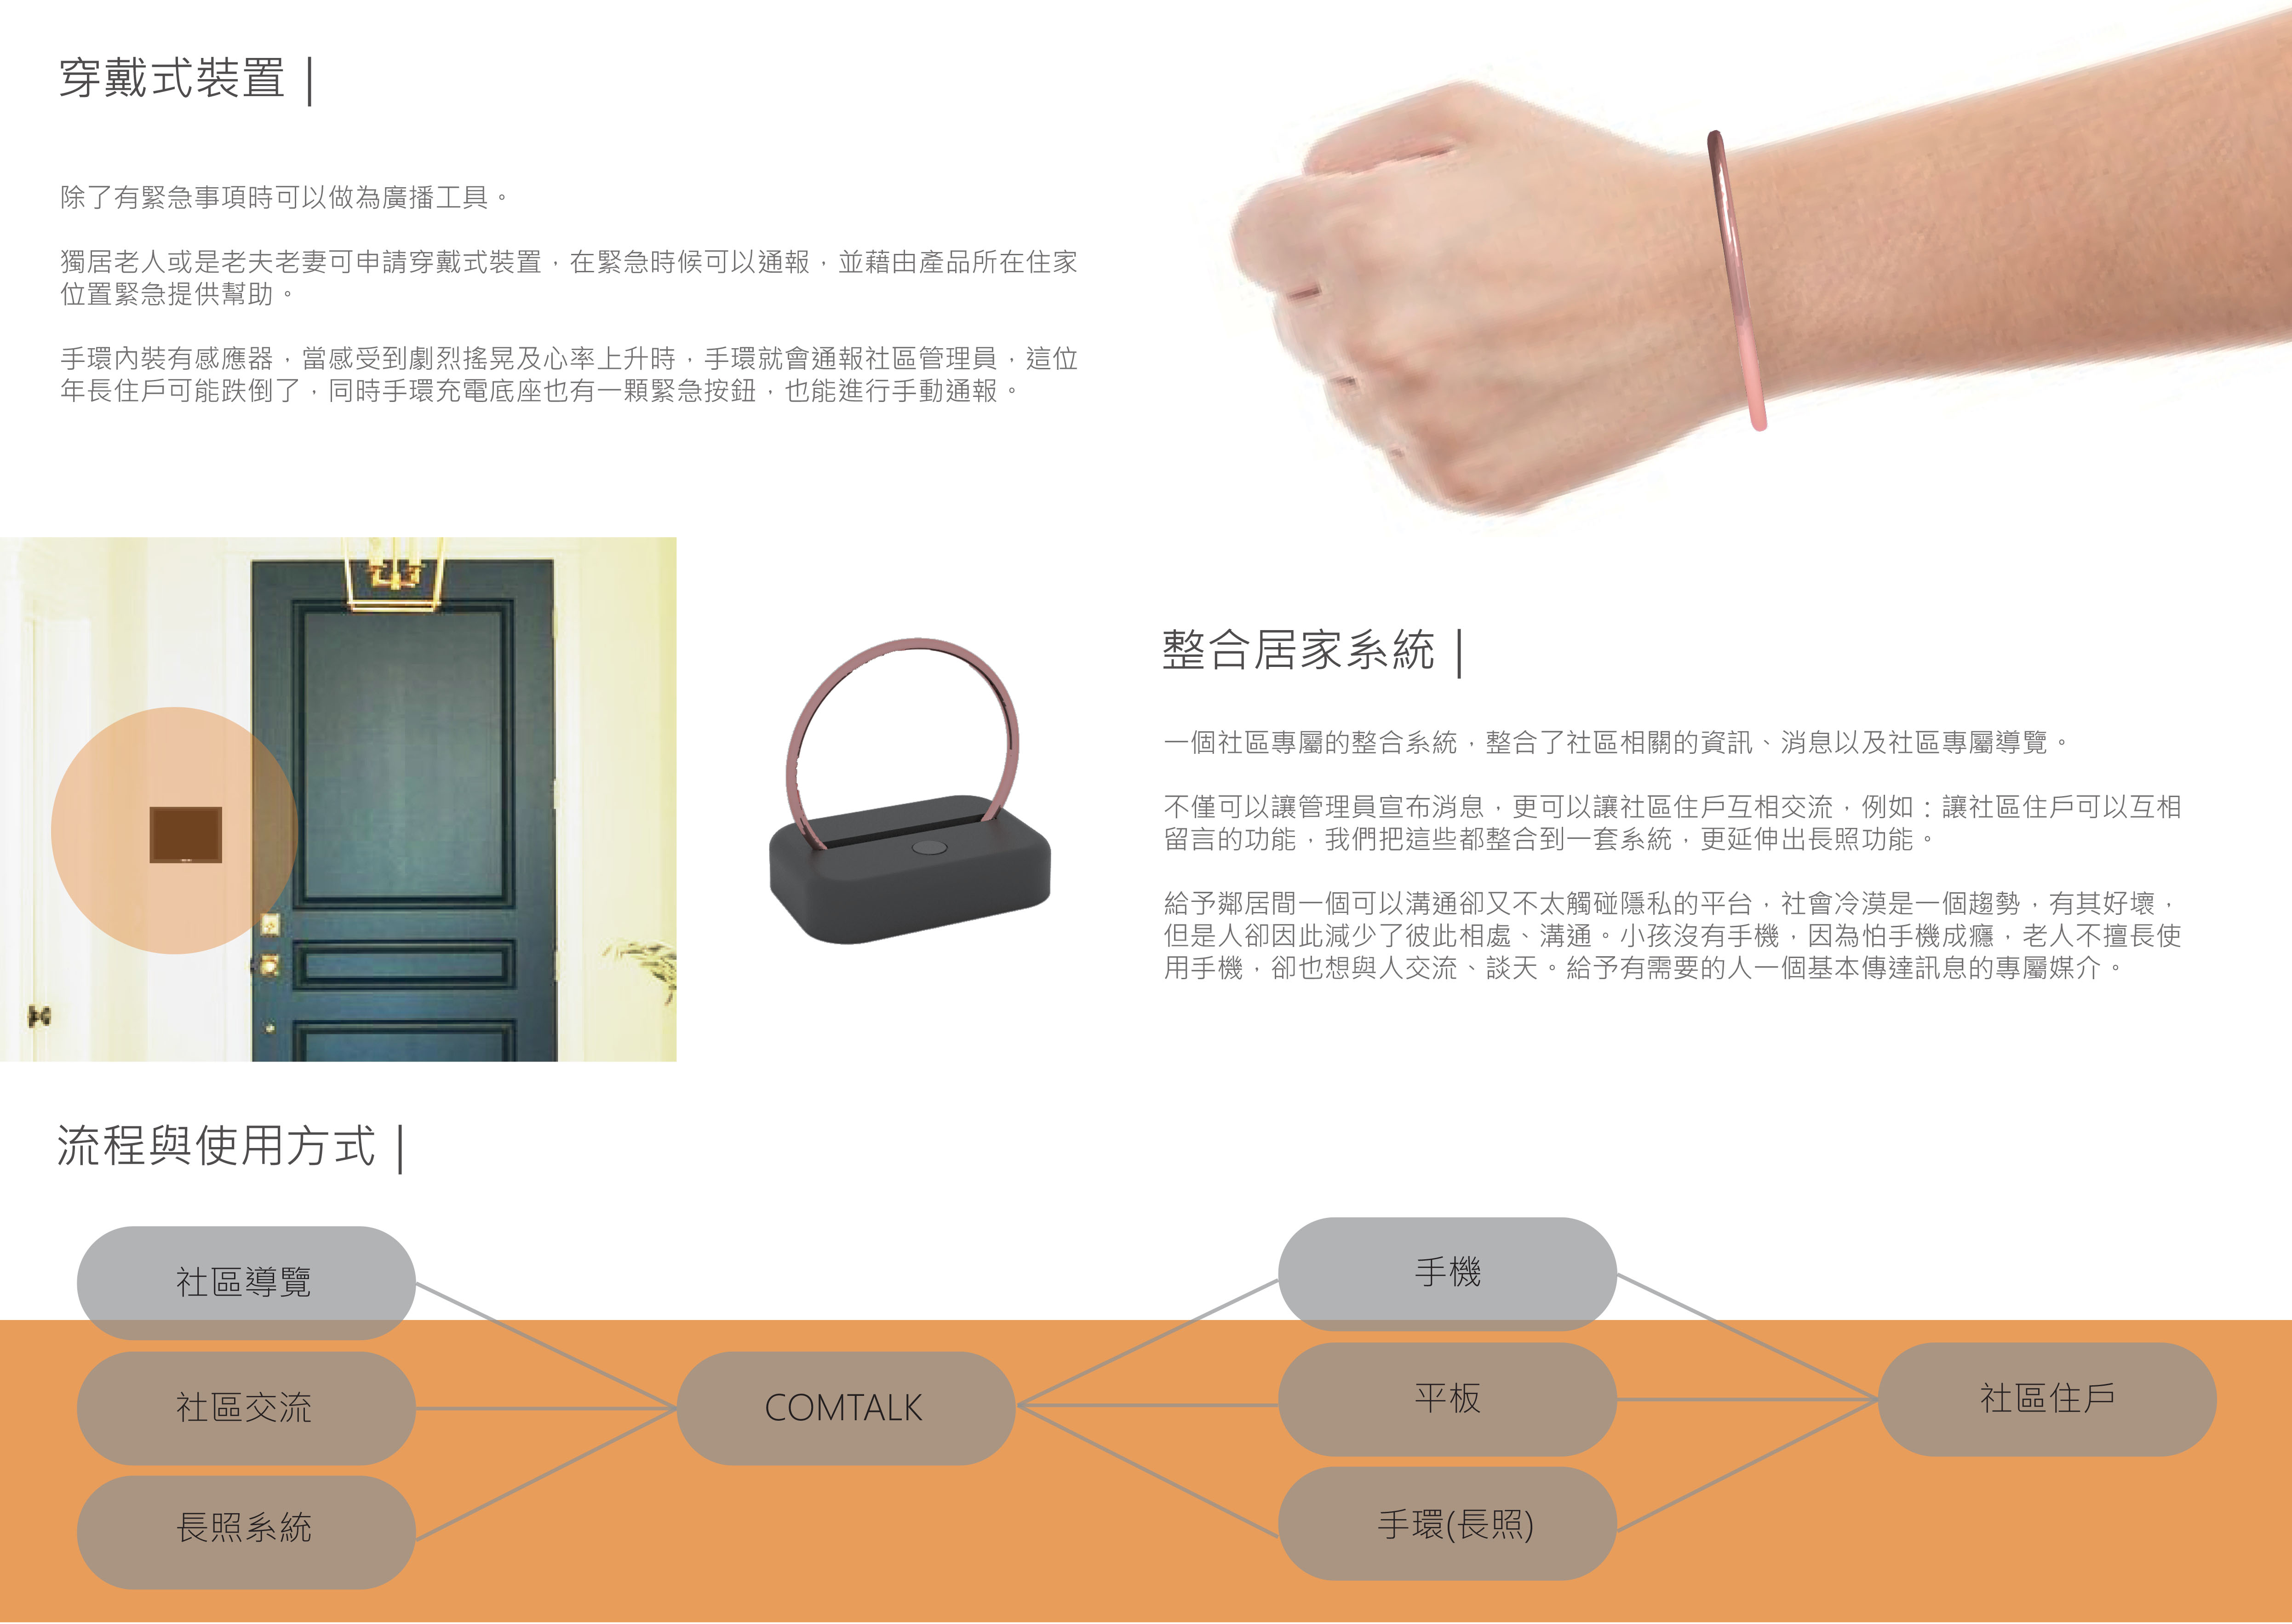 穿戴式裝置 |
除了有緊急事項時可以做為廣播工具。
獨居老人或是老夫老妻可申請穿戴式裝置，在緊急時候可以通報，並藉由產品所在住家
位置緊急提供幫助。
手環內裝有感應器，當感受到劇烈搖晃及心率上升時，手環就會通報社區管理員，這位
年長住戶可能跌倒了，同時手環充電底座也有一顆緊急按鈕，也能進行手動通報。
整合居家系統 |
一個社區專屬的整合系統，整合了社區相關的資訊、消息以及社區專屬導覽。
不僅可以讓管理員宣布消息，更可以讓社區住戶互相交流，例如：讓社區住戶可以互相
留言的功能，我們把這些都整合到一套系統，更延伸出長照功能。
給予鄰居間一個可以溝通卻又不太觸碰隱私的平台，社會冷漠是一個趨勢，有其好壞，
但是人卻因此減少了彼此相處、溝通。小孩沒有手機，因為怕手機成癮，老人不擅長使
用手機，卻也想與人交流、談天。給予有需要的人一個基本傳達訊息的專屬媒介。
流程與使用方式 |
社區導覽
社區交流
長照系統
COMTALK
手機
平板
手環(長照)
社區住戶